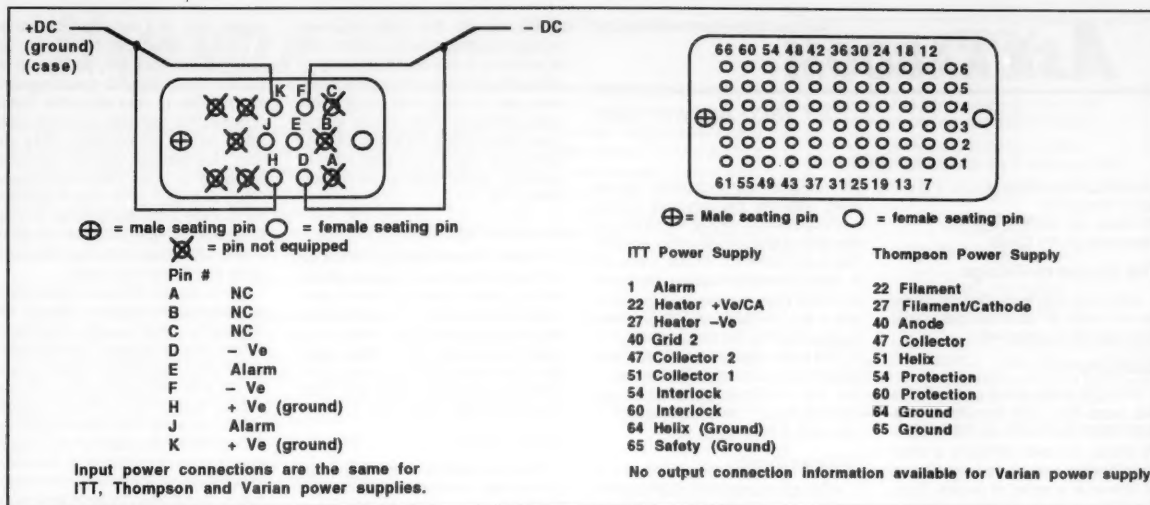 +DC
(ground)
(case)
– DC
K F C
J E B
H D A
= male seating pin = female seating pin
= pin not equipped
Pin #
A NC
B NC
C NC
D – Ve
E Alarm
F – Ve
H + Ve (ground)
J Alarm
K + Ve (ground)
Input power connections are the same for
ITT, Thompson and Varian power supplies.
66 60 54 48 42 36 30 24 18 12
6
5
4
3
2
1
61 55 49 43 37 31 25 19 13 7
= Male seating pin = female seating pin
ITT Power Supply
1 Alarm
22 Heater +Ve/CA
27 Heater –Ve
40 Grid 2
47 Collector 2
51 Collector 1
54 Interlock
60 Interlock
64 Helix (Ground)
65 Safety (Ground)
Thompson Power Supply
22 Filament
27 Filament/Cathode
40 Anode
47 Collector
51 Helix
54 Protection
60 Protection
64 Ground
65 Ground
No output connection information available for Varian power supply